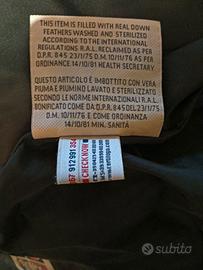 THIS ITEM IS FILLED WITH REAL DOWN
FEATHERS WASHED AND STERILIZED
ACCORDING TO THE INTERNATIONAL
REGULATIONS R.A.L. RECLAIMED AS PER
D.P.R. 845 23/1/75 D.M. 10/11/76 AS PER
ORDINANCE 14/10/81 HEALTH SECRETARY
QUESTO ARTICOLO È IMBOTTITO CON VERA
PIUMA E PIUMINO LAVATO E STERILIZZATO
SECONDO LE NORME INTERNAZIONALI R.A.L.
BONIFICATO COME DA D.P.R. 845 DEL 23/1/75
D.M. 10/11/76 E COME ORDINANZA
14/10/81 MIN. SANITÀ
CHECK NOW
subito